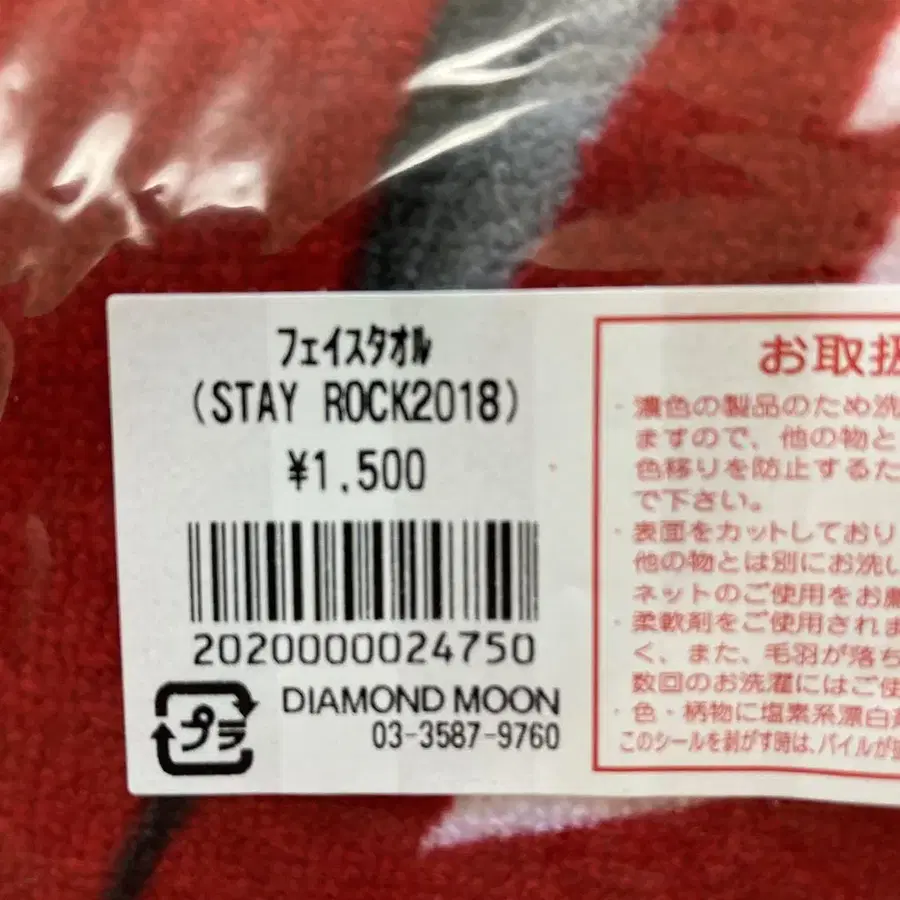 フェイスタオル
(STAY ROCK2018)
¥1,500
2020000024750
DIAMOND MOON
03-3587-9760
プラ
お取扱
・濃色の製品のため洗
ますので、他の物と
色移りを防止するた
で下さい。
・表面をカットしており
他の物とは別にお洗い
ネットのご使用をお薦
・柔軟剤をご使用されま
く、また、毛羽が落ち
数回のお洗濯にはご使
・色・柄物に塩素系漂白
このシールを剥がす時は、パイルが